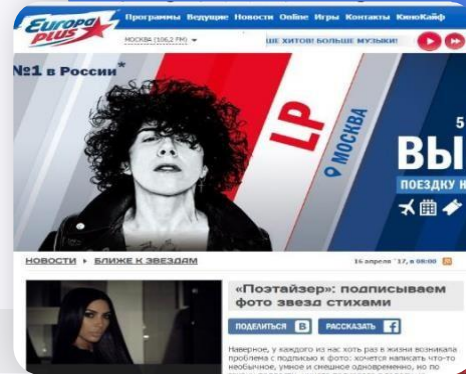 Европа PLUS
Программы Ведущие Новости Online Игры Контакты КиноКайф
МОСКВА (106,2 FM)
ШЕ ХИТОВ! БОЛЬШЕ МУЗЫКИ!
№1 в России*
LP
МОСКВА
5
ВЫ
ПОЕЗДКУ Н
НОВОСТИ БЛИЖЕ К ЗВЕЗДАМ
16 апреля '17, в 08:00
«Поэтайзер»: подписываем
фото звезд стихами
ПОДЕЛИТЬСЯ B РАССКАЗАТЬ f
Наверное, у каждого из нас хоть раз в жизни возникала
проблема с подписью к фото: хочется написать что-то
необычное, умное и смешное одновременно, но по